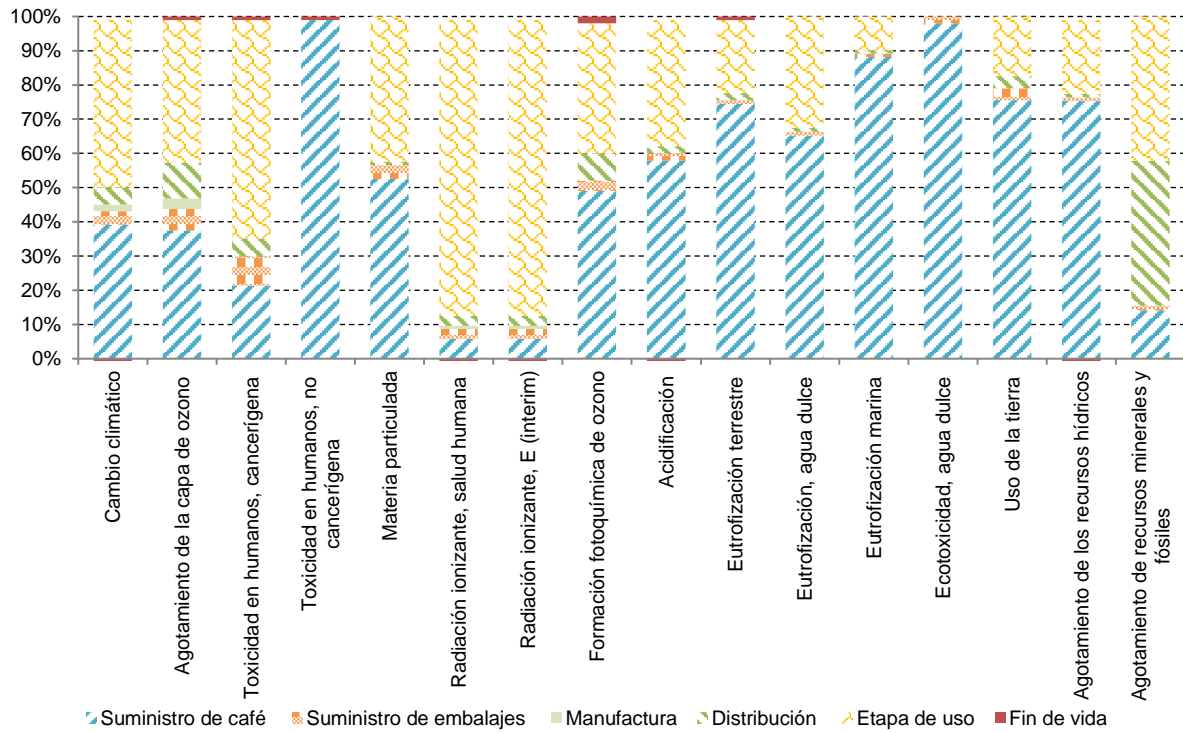 100%
90%
80%
70%
60%
50%
40%
30%
20%
10%
0%
Cambio climático
Agotamiento de la capa de ozono
Toxicidad en humanos, cancerígena
Toxicidad en humanos, no
cancerígena
Materia particulada
Radiación ionizante, salud humana
Radiación ionizante, E (interim)
Formación fotoquímica de ozono
Acidificación
Eutrofización terrestre
Eutrofización, agua dulce
Eutrofización marina
Ecotoxicidad, agua dulce
Uso de la tierra
Agotamiento de los recursos hídricos
Agotamiento de recursos minerales y
fósiles
Suministro de café
Suministro de embalajes
Manufactura
Distribución
Etapa de uso
Fin de vida